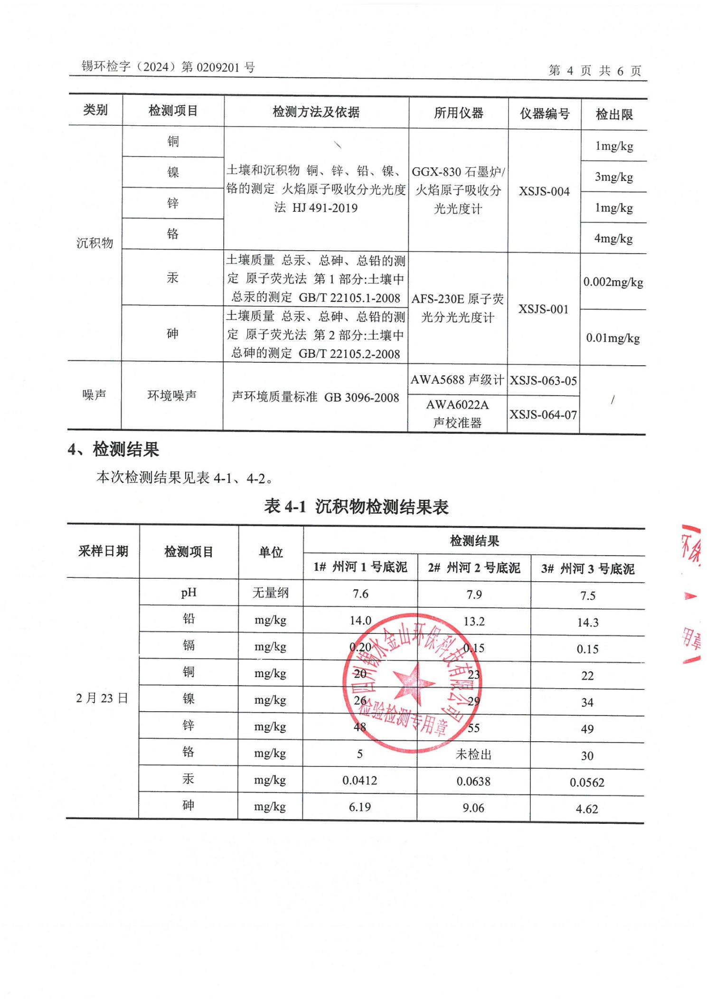 锡环检字（2024）第 0209201 号
第 4 页 共 6 页
类别 检测项目 检测方法及依据 所用仪器 仪器编号 检出限
沉积物
铜
镍
锌
铬
土壤和沉积物 铜、锌、铅、镍、
铬的测定 火焰原子吸收分光光度
法 HJ 491-2019
GGX-830 石墨炉/
火焰原子吸收分
光光度计
XSJS-004
1mg/kg
3mg/kg
1mg/kg
4mg/kg
汞
土壤质量 总汞、总砷、总铅的测
定 原子荧光法 第 1 部分:土壤中
总汞的测定 GB/T 22105.1-2008
AFS-230E 原子荧
光分光光度计
XSJS-001
0.002mg/kg
砷
土壤质量 总汞、总砷、总铅的测
定 原子荧光法 第 2 部分:土壤中
总砷的测定 GB/T 22105.2-2008
0.01mg/kg
噪声 环境噪声 声环境质量标准 GB 3096-2008
AWA5688 声级计 XSJS-063-05
AWA6022A
声校准器
XSJS-064-07
/
4、检测结果
本次检测结果见表 4-1、4-2。
表 4-1 沉积物检测结果表
采样日期 检测项目 单位 检测结果
1# 州河 1 号底泥 2# 州河 2 号底泥 3# 州河 3 号底泥
2 月 23 日
pH 无量纲 7.6 7.9 7.5
铅 mg/kg 14.0 13.2 14.3
镉 mg/kg 0.20 0.15 0.15
铜 mg/kg 20 23 22
镍 mg/kg 26 29 34
锌 mg/kg 48 55 49
铬 mg/kg 5 未检出 30
汞 mg/kg 0.0412 0.0638 0.0562
砷 mg/kg 6.19 9.06 4.62
四川锡水金山环保科技有限公司
检验检测专用章
环保
用章